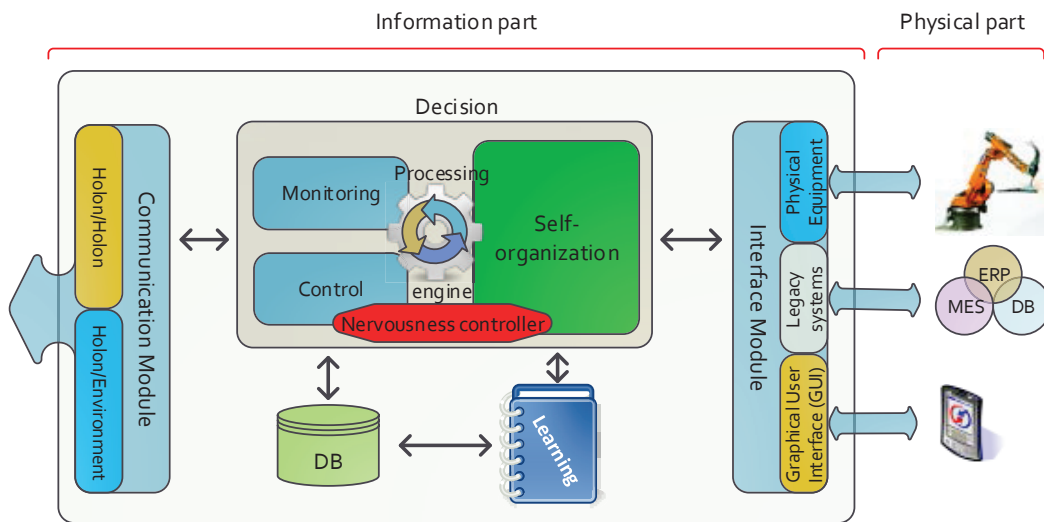 Information part
Physical part
Decision
Holon/Holon
Holon/Environment
Communication Module
Monitoring
Control
Processing
engine
Self-
organization
Nervousness controller
DB
Learning
Interface Module
Physical
Equipment
Legacy
systems
Graphical User
Interface (GUI)
ERP
MES
DB